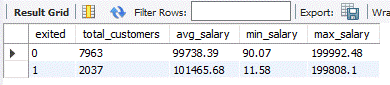 Result Grid Filter Rows: Export: Wra
exited total_customers avg_salary min_salary max_salary
0 7963 99738.39 90.07 199992.48
1 2037 101465.68 11.58 199808.1